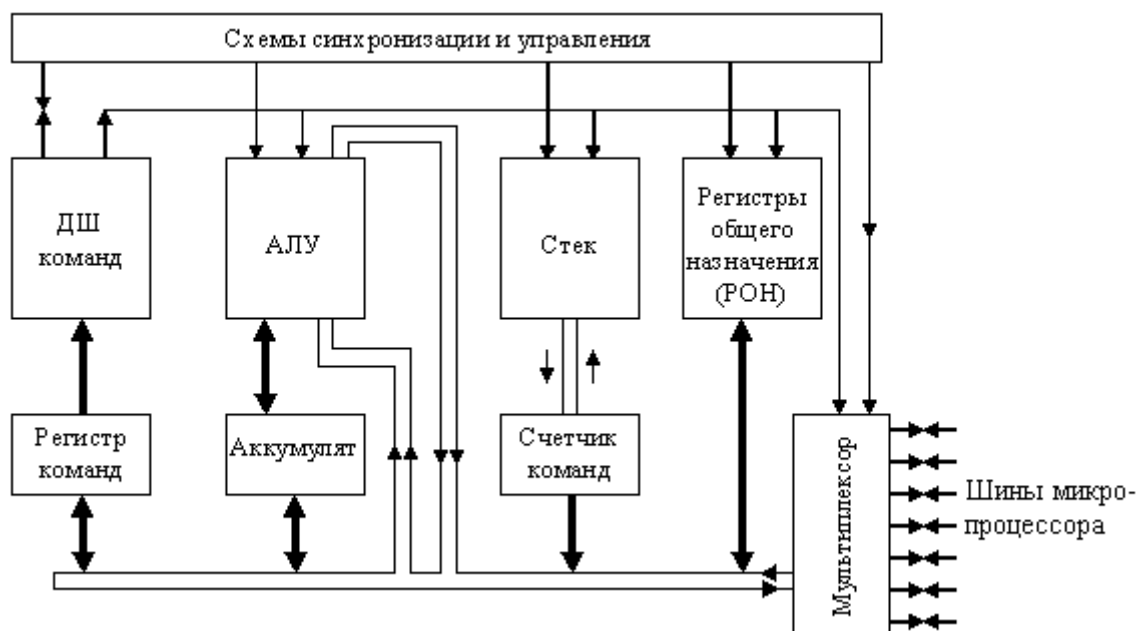 Схемы синхронизации и управления
ДШ
команд
АЛУ
Стек
Регистры
общего
назначения
(РОН)
Регистр
команд
Аккумулят
Счетчик
команд
Мультиплексор
Шины микро-
процессора